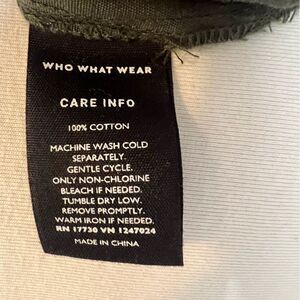 WHO WHAT WEAR
CARE INFO
100% COTTON
MACHINE WASH COLD
SEPARATELY.
GENTLE CYCLE.
ONLY NON-CHLORINE
BLEACH IF NEEDED.
TUMBLE DRY LOW.
REMOVE PROMPTLY.
WARM IRON IF NEEDED.
RN 17730 VN 1247024
MADE IN CHINA